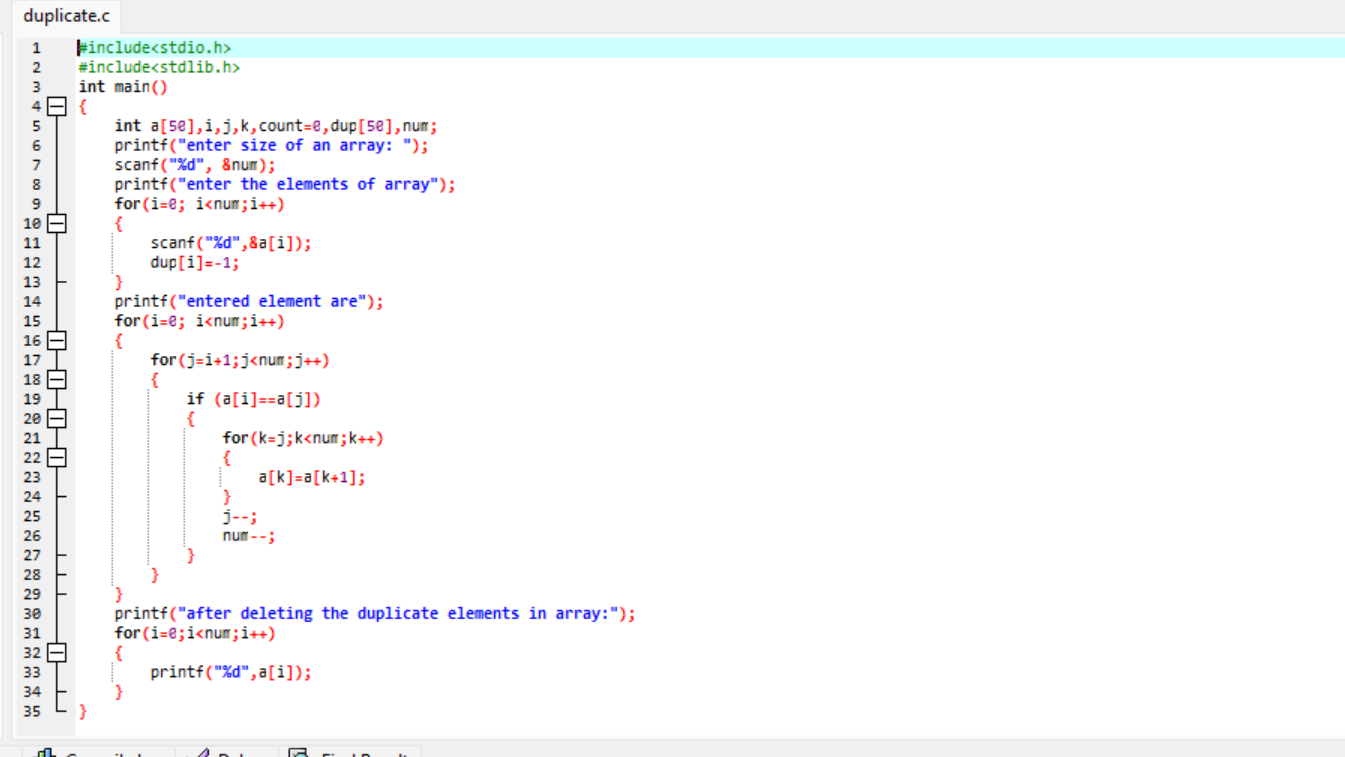 duplicate.c
1 #include<stdio.h>
2 #include<stdlib.h>
3 int main()
4 {
5 int a[50],i,j,k,count=0,dup[50],num;
6 printf("enter size of an array: ");
7 scanf("%d", &num);
8 printf("enter the elements of array");
9 for(i=0; i<num;i++)
10 {
11 scanf("%d",&a[i]);
12 dup[i]=-1;
13 }
14 printf("entered element are");
15 for(i=0; i<num;i++)
16 {
17 for(j=i+1;j<num;j++)
18 {
19 if (a[i]==a[j])
20 {
21 for(k=j;k<num;k++)
22 {
23 a[k]=a[k+1];
24 }
25 j--;
26 num--;
27 }
28 }
29 }
30 printf("after deleting the duplicate elements in array:");
31 for(i=0;i<num;i++)
32 {
33 printf("%d",a[i]);
34 }
35 }